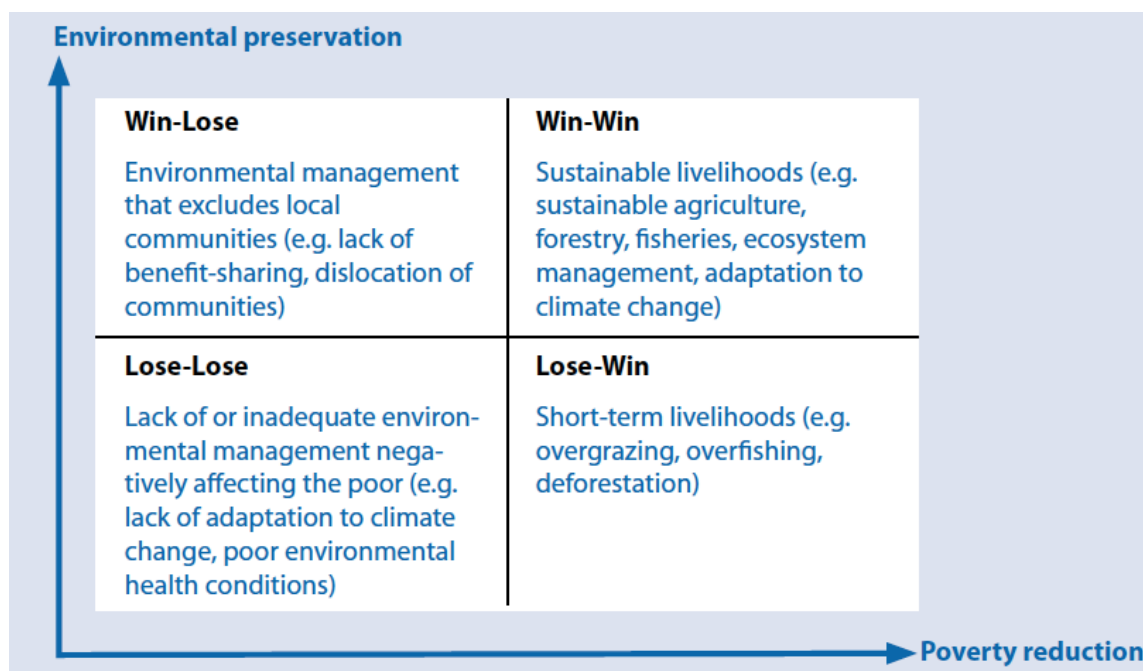 Environmental preservation
Win-Lose
Environmental management
that excludes local
communities (e.g. lack of
benefit-sharing, dislocation of
communities)
Win-Win
Sustainable livelihoods (e.g.
sustainable agriculture,
forestry, fisheries, ecosystem
management, adaptation to
climate change)
Lose-Lose
Lack of or inadequate environ-
mental management nega-
tively affecting the poor (e.g.
lack of adaptation to climate
change, poor environmental
health conditions)
Lose-Win
Short-term livelihoods (e.g.
overgrazing, overfishing,
deforestation)
Poverty reduction